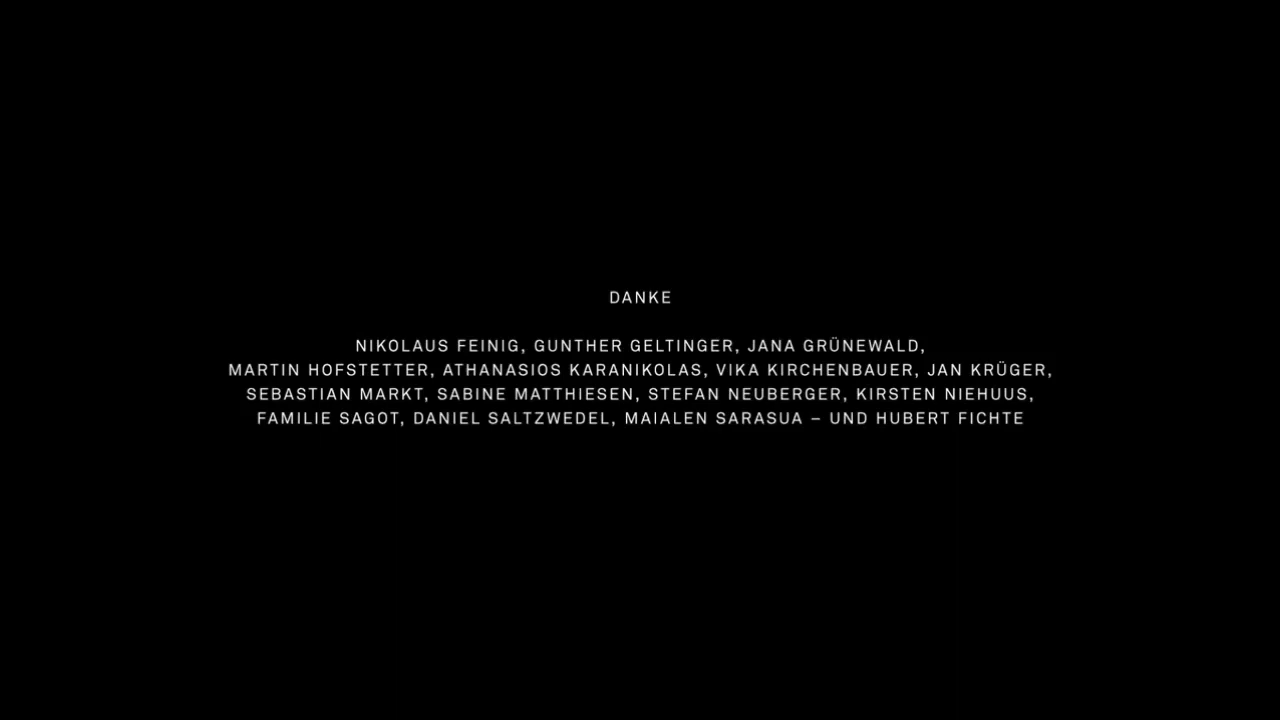 DANKE
NIKOLAUS FEINIG, GUNTHER GELTINGER, JANA GRÜNEWALD,
MARTIN HOFSTETTER, ATHANASIOS KARANIKOLAS, VIKA KIRCHENBAUER, JAN KRÜGER,
SEBASTIAN MARKT, SABINE MATTHIESEN, STEFAN NEUBERGER, KIRSTEN NIEHUUS,
FAMILIE SAGOT, DANIEL SALTZWEDEL, MAIALEN SARASUA – UND HUBERT FICHTE